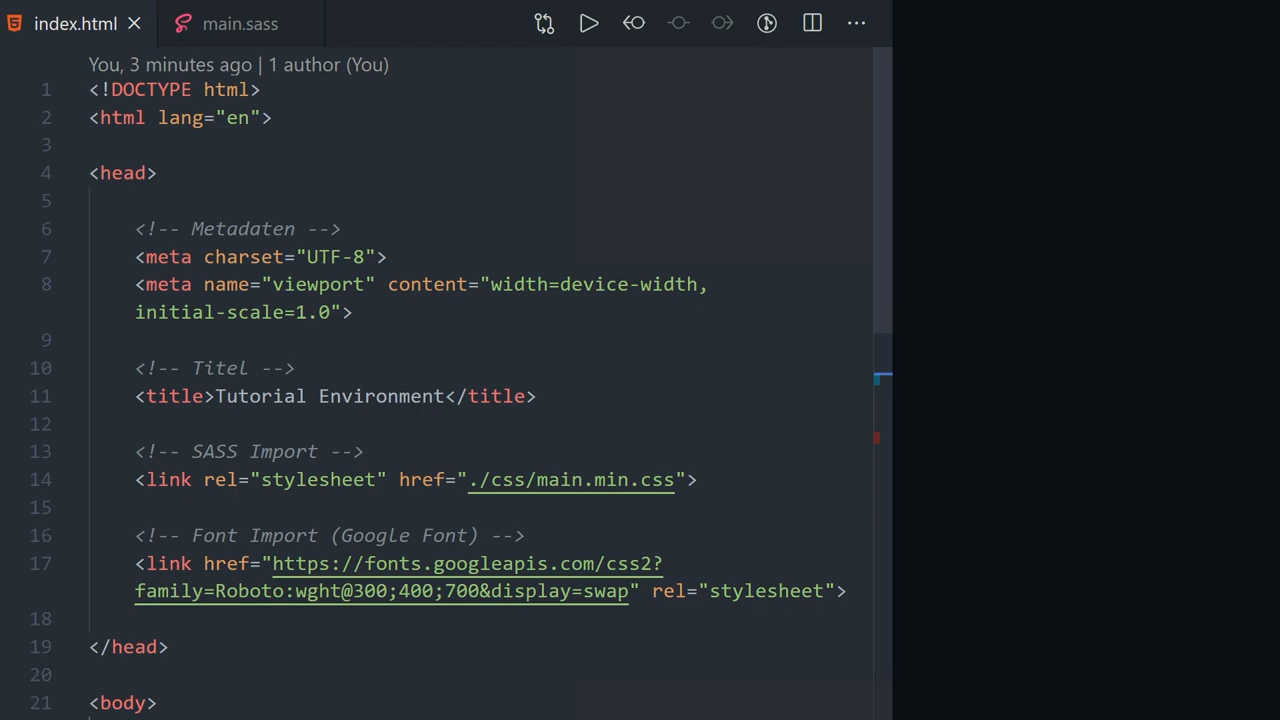 index.html
main.sass
You, 3 minutes ago | 1 author (You)
1 <!DOCTYPE html>
2 <html lang="en">
3
4 <head>
5
6 <!-- Metadaten -->
7 <meta charset="UTF-8">
8 <meta name="viewport" content="width=device-width,
initial-scale=1.0">
9
10 <!-- Titel -->
11 <title>Tutorial Environment</title>
12
13 <!-- SASS Import -->
14 <link rel="stylesheet" href="./css/main.min.css">
15
16 <!-- Font Import (Google Font) -->
17 <link href="https://fonts.googleapis.com/css2?
family=Roboto:wght@300;400;700&display=swap" rel="stylesheet">
18
19 </head>
20
21 <body>